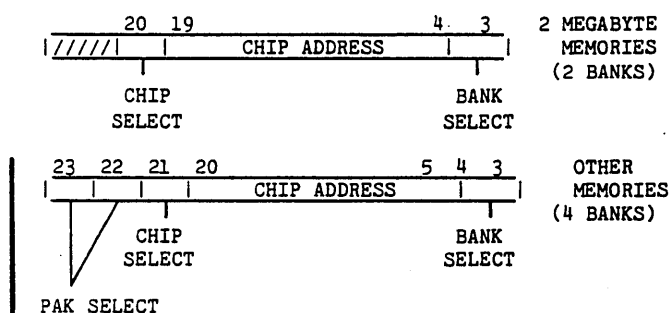 20 19 4 3 2 MEGABYTE
|/////| | CHIP ADDRESS | | MEMORIES
(2 BANKS)
CHIP BANK
SELECT SELECT
23 22 21 20 5 4 3 OTHER
| | | | CHIP ADDRESS | | MEMORIES
(4 BANKS)
CHIP BANK
SELECT SELECT
PAK SELECT